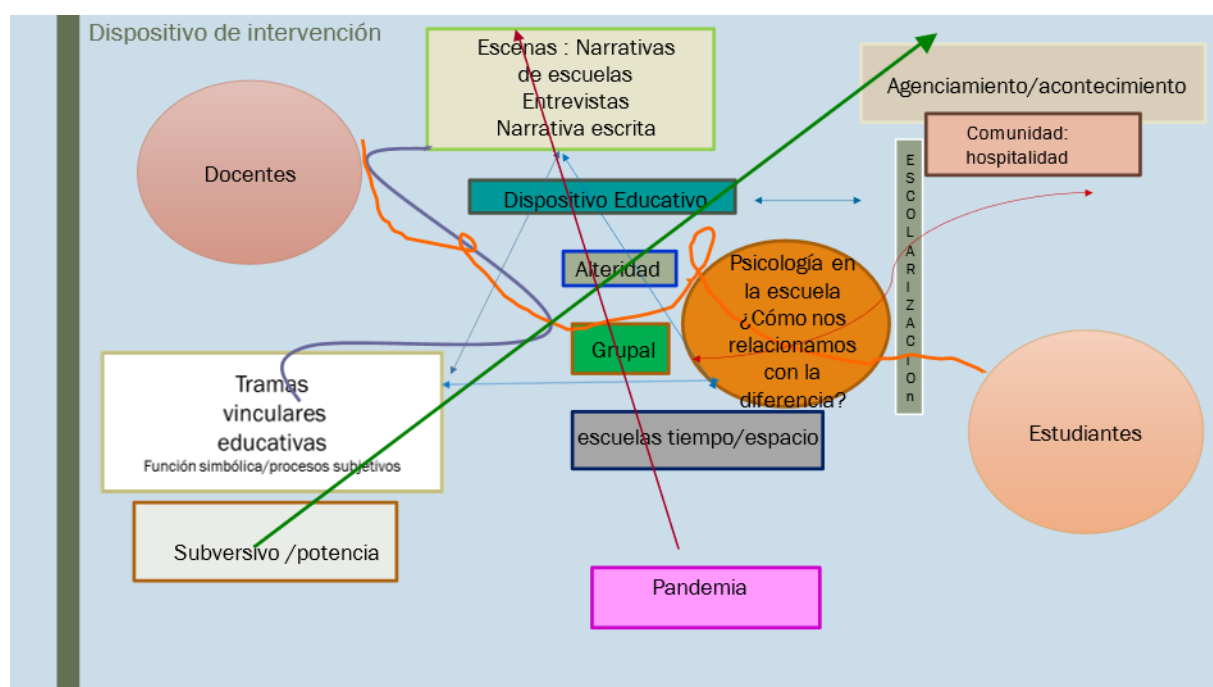 Dispositivo de intervención
Escenas : Narrativas
de escuelas
Entrevistas
Narrativa escrita
Agenciamiento/acontecimiento
Comunidad:
hospitalidad
Docentes
Dispositivo Educativo
ESCOLARIZACIOn
Alteridad
Psicología en
la escuela
¿Cómo nos
relacionamos
con la
diferencia?
Grupal
Tramas
vinculares
educativas
Función simbólica/procesos subjetivos
escuelas tiempo/espacio
Estudiantes
Subversivo /potencia
Pandemia